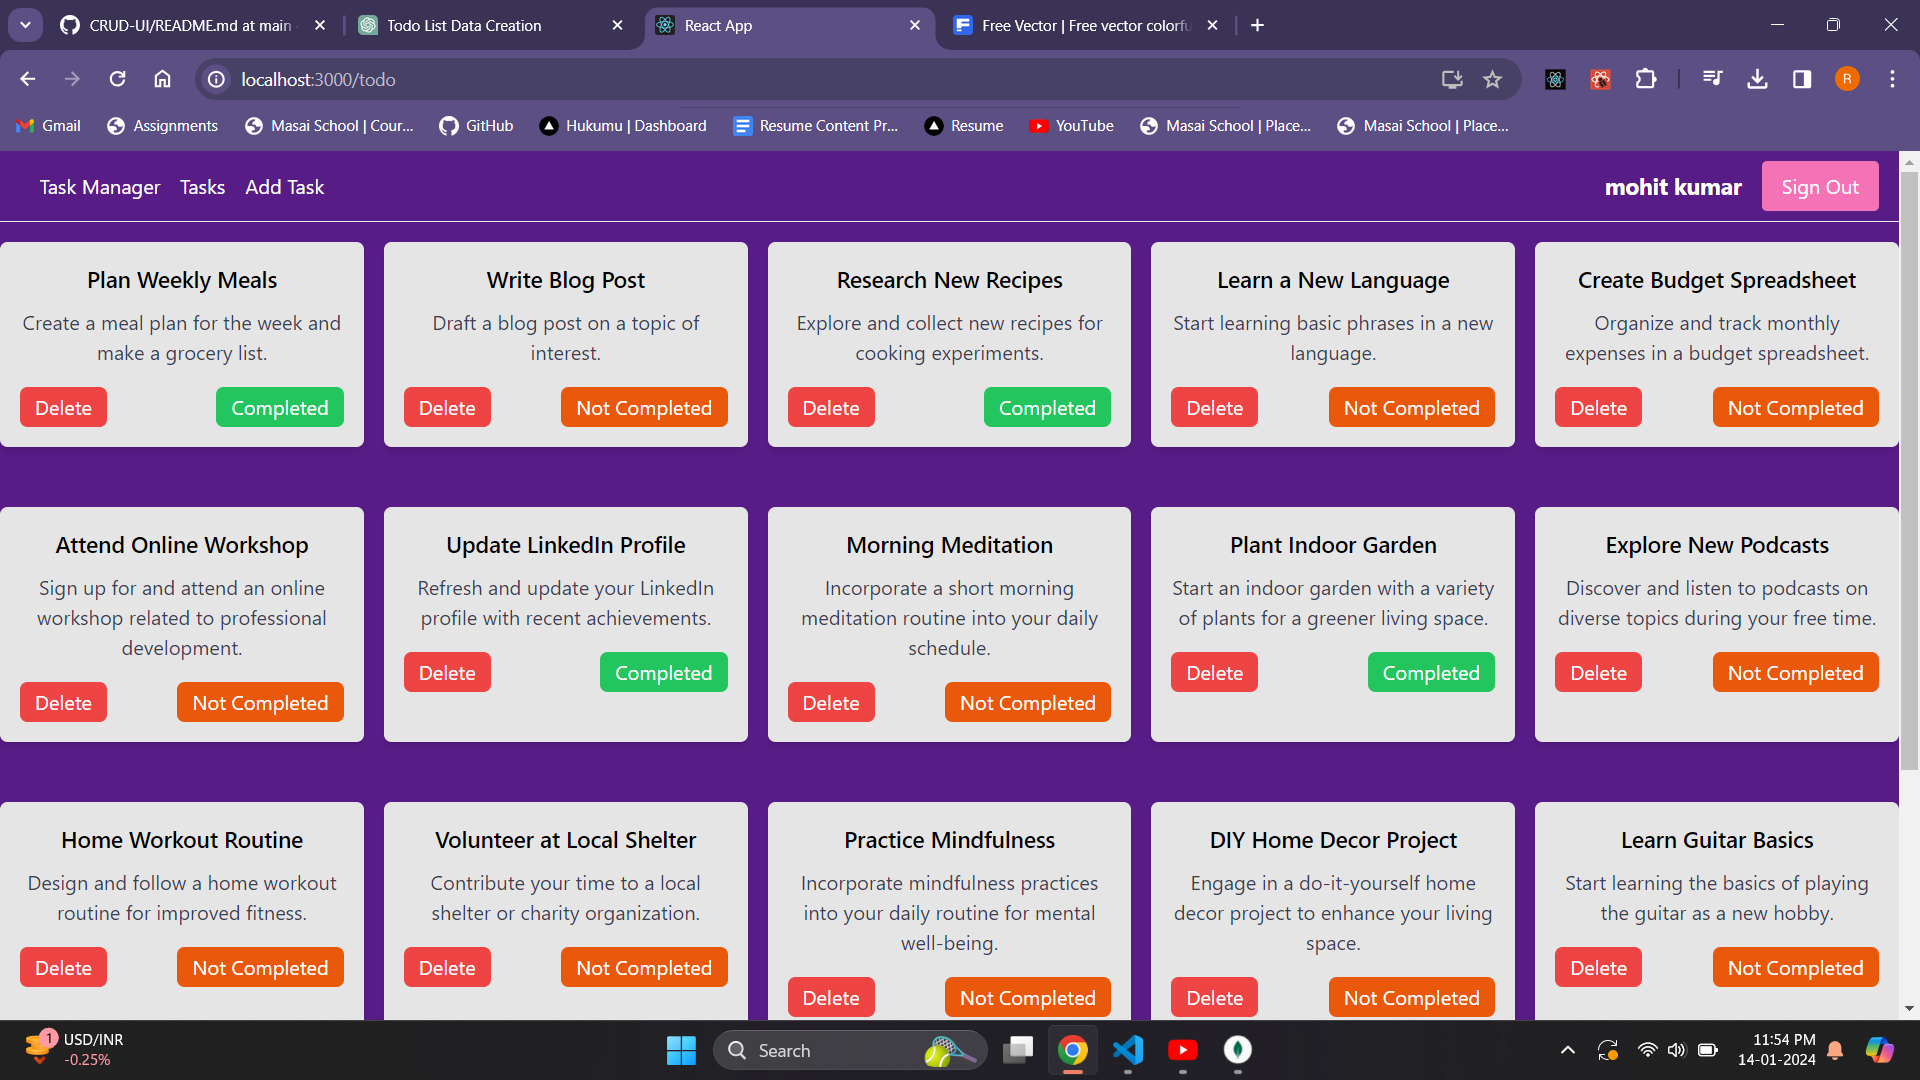 CRUD-UI/README.md at main
Todo List Data Creation
React App
Free Vector | Free vector colorfu
localhost:3000/todo
R
Gmail
Assignments
Masai School | Cour...
GitHub
Hukumu | Dashboard
Resume Content Pr...
Resume
YouTube
Masai School | Place...
Masai School | Place...
Task Manager
Tasks
Add Task
mohit kumar
Sign Out
Plan Weekly Meals
Create a meal plan for the week and
make a grocery list.
Delete
Completed
Write Blog Post
Draft a blog post on a topic of
interest.
Delete
Not Completed
Research New Recipes
Explore and collect new recipes for
cooking experiments.
Delete
Completed
Learn a New Language
Start learning basic phrases in a new
language.
Delete
Not Completed
Create Budget Spreadsheet
Organize and track monthly
expenses in a budget spreadsheet.
Delete
Not Completed
Attend Online Workshop
Sign up for and attend an online
workshop related to professional
development.
Delete
Not Completed
Update LinkedIn Profile
Refresh and update your LinkedIn
profile with recent achievements.
Delete
Completed
Morning Meditation
Incorporate a short morning
meditation routine into your daily
schedule.
Delete
Not Completed
Plant Indoor Garden
Start an indoor garden with a variety
of plants for a greener living space.
Delete
Completed
Explore New Podcasts
Discover and listen to podcasts on
diverse topics during your free time.
Delete
Not Completed
Home Workout Routine
Design and follow a home workout
routine for improved fitness.
Delete
Not Completed
Volunteer at Local Shelter
Contribute your time to a local
shelter or charity organization.
Delete
Not Completed
Practice Mindfulness
Incorporate mindfulness practices
into your daily routine for mental
well-being.
Delete
Not Completed
DIY Home Decor Project
Engage in a do-it-yourself home
decor project to enhance your living
space.
Delete
Not Completed
Learn Guitar Basics
Start learning the basics of playing
the guitar as a new hobby.
Delete
Not Completed
1
USD/INR
-0.25%
Search
11:54 PM
14-01-2024